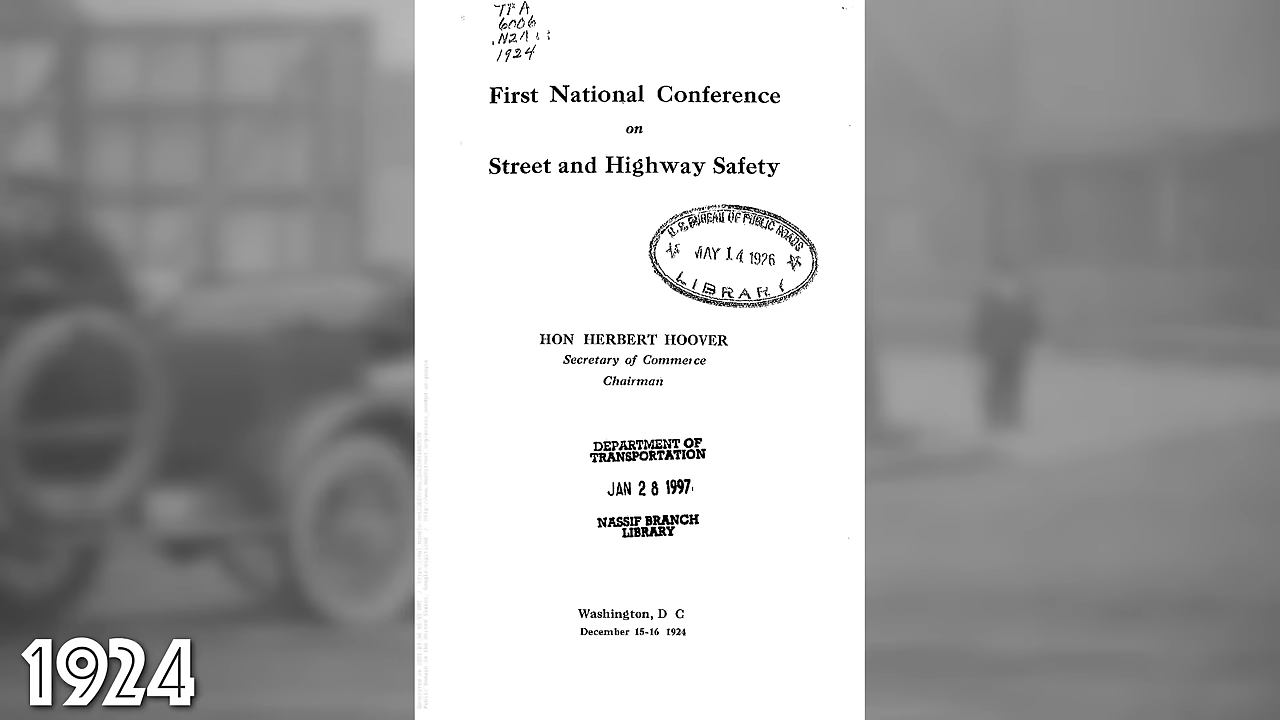 6006
1924
First National Conference
on
Street and Highway Safety
U. S. BUREAU OF PUBLIC ROADS
MAY 14 1926
LIBRARY
HON HERBERT HOOVER
Secretary of Commerce
Chairman
DEPARTMENT OF
TRANSPORTATION
JAN 28 1997
NASSIF BRANCH
LIBRARY
Washington, D C
December 15-16 1924
1924